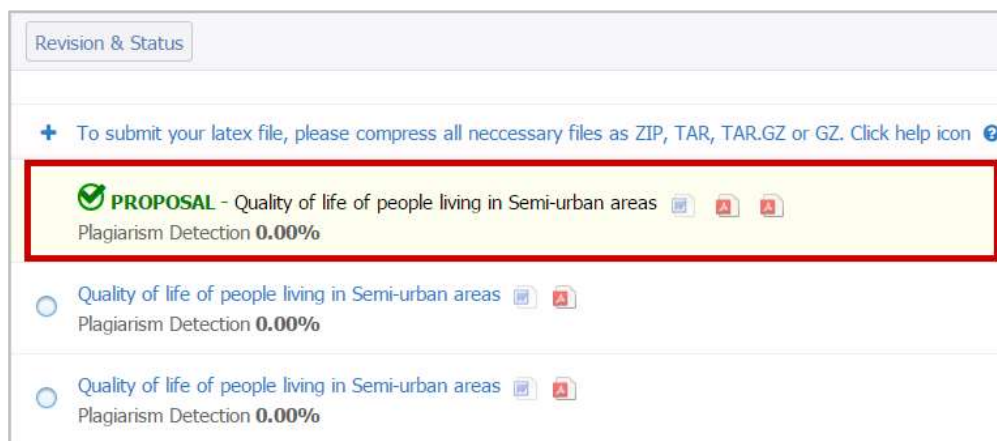 Revision & Status
To submit your latex file, please compress all neccessary files as ZIP, TAR, TAR.GZ or GZ. Click help icon
PROPOSAL - Quality of life of people living in Semi-urban areas
Plagiarism Detection 0.00%
Quality of life of people living in Semi-urban areas
Plagiarism Detection 0.00%
Quality of life of people living in Semi-urban areas
Plagiarism Detection 0.00%